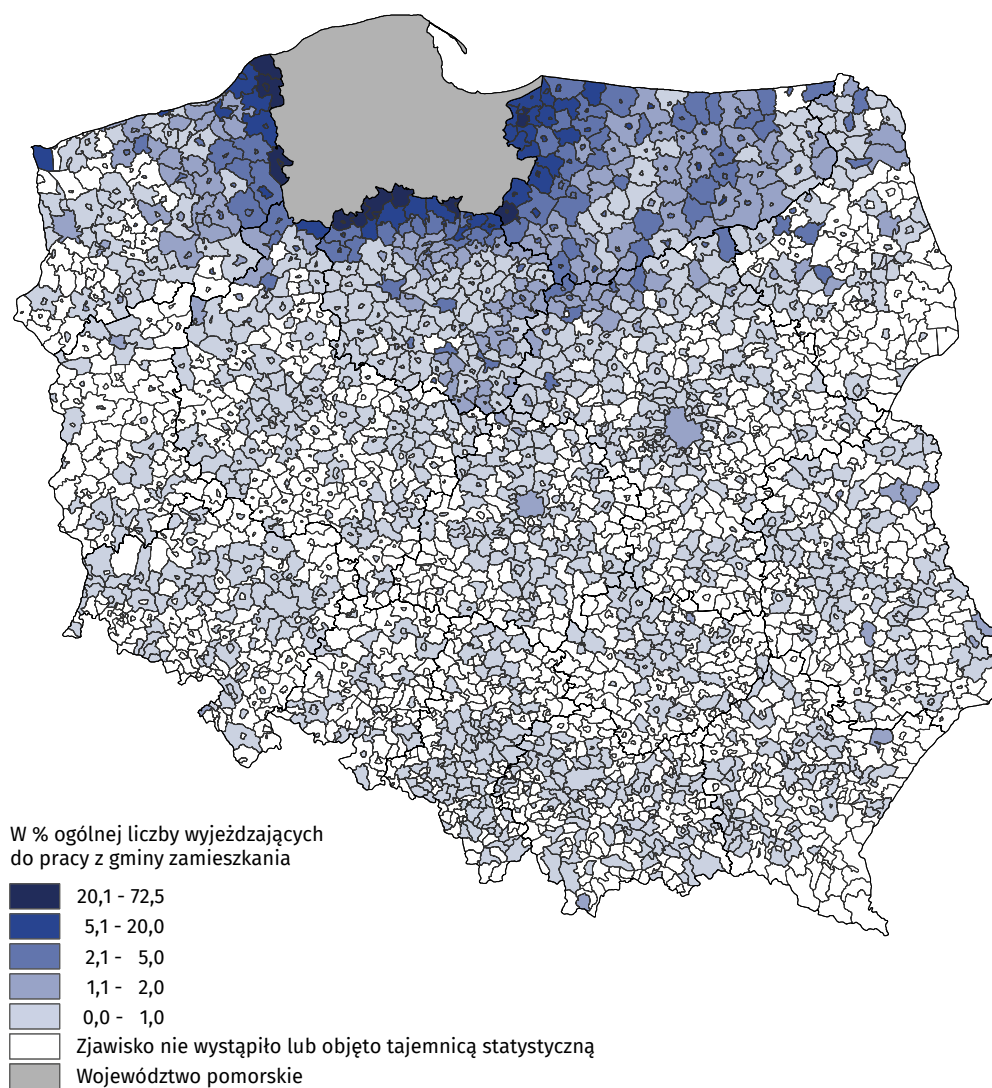 W % ogólnej liczby wyjeżdzających
do pracy z gminy zamieszkania
20,1 - 72,5
5,1 - 20,0
2,1 - 5,0
1,1 - 2,0
0,0 - 1,0
Zjawisko nie wystąpiło lub objęto tajemnicą statystyczną
Województwo pomorskie